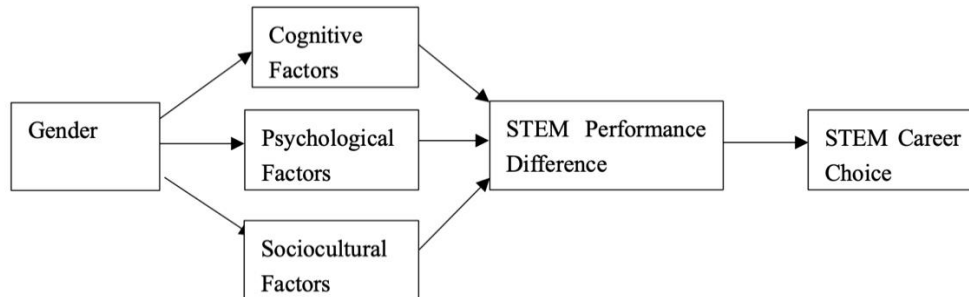 Gender
Cognitive
Factors
Psychological
Factors
Sociocultural
Factors
STEM Performance
Difference
STEM Career
Choice